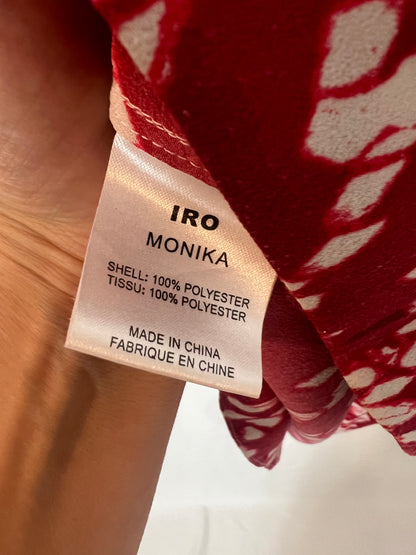 IRO
MONIKA
SHELL: 100% POLYESTER
TISSU: 100% POLYESTER
MADE IN CHINA
FABRIQUE EN CHINE